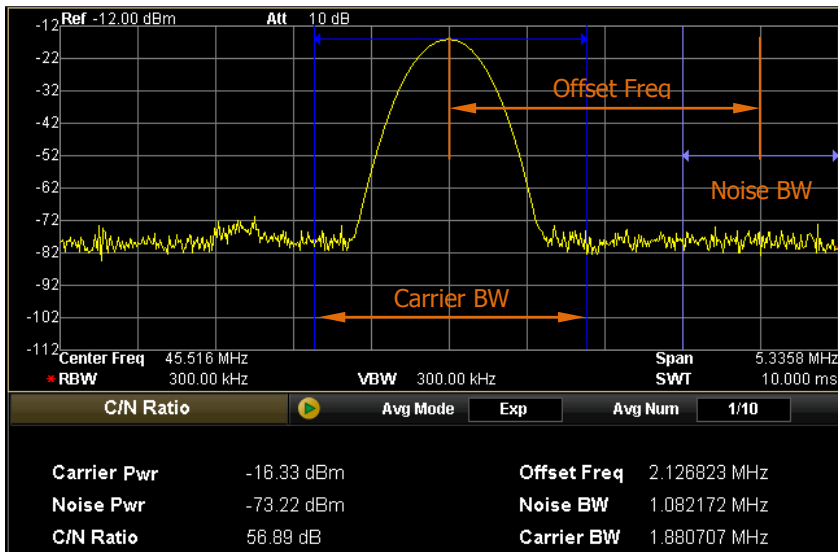 Ref -12.00 dBm Att 10 dB
-12
-22
-32
-42
-52
-62
-72
-82
-92
-102
-112
Offset Freq
Noise BW
Carrier BW
Center Freq 45.516 MHz Span 5.3358 MHz
*RBW 300.00 kHz VBW 300.00 kHz SWT 10.000 ms
C/N Ratio Avg Mode Exp Avg Num 1/10
Carrier Pwr -16.33 dBm Offset Freq 2.126823 MHz
Noise Pwr -73.22 dBm Noise BW 1.082172 MHz
C/N Ratio 56.89 dB Carrier BW 1.880707 MHz